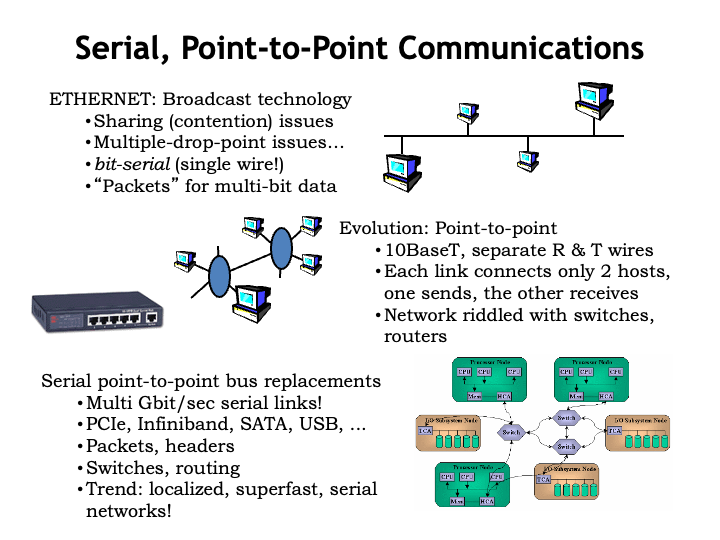 Serial, Point-to-Point Communications
ETHERNET: Broadcast technology
•Sharing (contention) issues
•Multiple-drop-point issues…
•bit-serial (single wire!)
•“Packets” for multi-bit data
Evolution: Point-to-point
•10BaseT, separate R & T wires
•Each link connects only 2 hosts,
one sends, the other receives
•Network riddled with switches,
routers
Serial point-to-point bus replacements
•Multi Gbit/sec serial links!
•PCIe, Infiniband, SATA, USB, …
•Packets, headers
•Switches, routing
•Trend: localized, superfast, serial
networks!
Processor Node
CPU CPU CPU
Mem HCA
Processor Node
CPU CPU CPU
Mem HCA
I/O Subsystem Node
TCA
Switch
Switch
Switch
I/O Subsystem Node
TCA
Processor Node
CPU CPU CPU
Mem HCA
I/O Subsystem Node
TCA